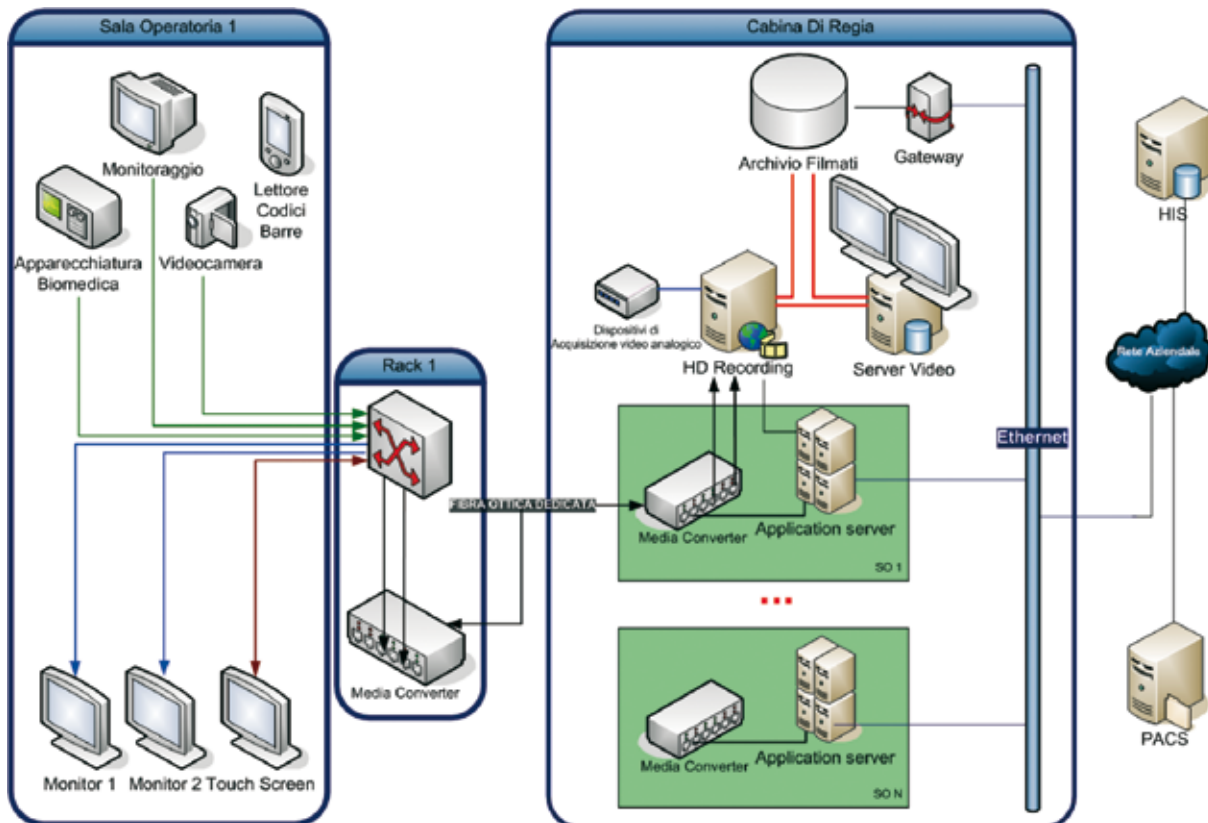 Sala Operatoria 1
Monitoraggio
Lettore
Codici
Barre
Apparecchiatura
Biomedica
Videocamera
Monitor 1
Monitor 2
Touch Screen
Rack 1
Media Converter
FIBRA OTTICA DEDICATA
Cabina Di Regia
Archivio Filmati
Gateway
Dispositivi di
Acquisizione video analogico
HD Recording
Server Video
Media Converter
Application server
SO 1
...
Media Converter
Application server
SO N
Ethernet
HIS
Rete Aziendale
PACS